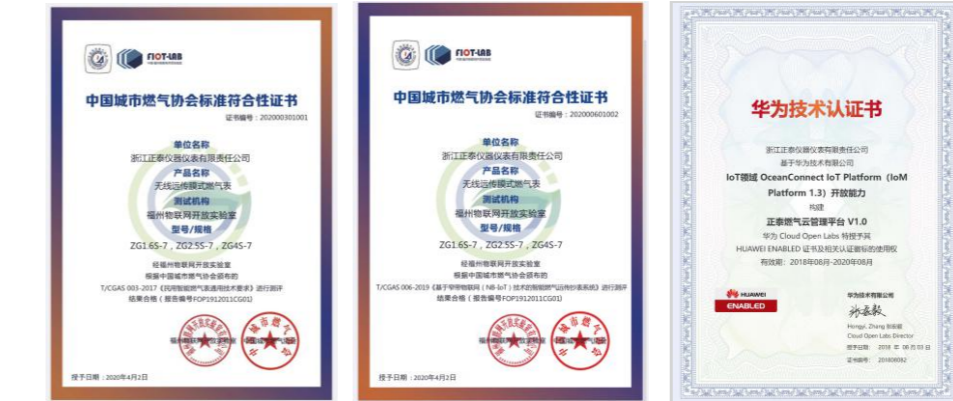 FIOT-LAB
中国城市燃气协会标准符合性证书
证书编号：202000301001
单位名称
浙江正泰仪器仪表有限责任公司
产品名称
无线远传膜式燃气表
测试机构
福州物联网开放实验室
型号/规格
ZG1.6S-7，ZG2.5S-7，ZG4S-7
经福州物联网开放实验室
根据中国城市燃气协会颁布的
T/CGAS 003-2017《民用智能燃气表通用技术要求》进行测评
结果合格（报告编号FOP1912011CG01)
授予日期：2020年4月2日
FIOT-LAB
中国城市燃气协会标准符合性证书
证书编号：202000601002
单位名称
浙江正泰仪器仪表有限责任公司
产品名称
无线远传膜式燃气表
测试机构
福州物联网开放实验室
型号/规格
ZG1.6S-7，ZG2.5S-7，ZG4S-7
经福州物联网开放实验室
根据中国城市燃气协会颁布的
T/CGAS 006-2019《基于窄带物联网（NB-IoT）技术的智能燃气远传抄表系统》进行测评
结果合格（报告编号FOP1912011CG01)
授予日期：2020年4月2日
华为技术认证书
浙江正泰仪器仪表有限责任公司
基于华为技术有限公司
IoT领域 OceanConnect IoT Platform（IoM
Platform 1.3）开放能力
构建
正泰燃气云管理平台 V1.0
华为 Cloud Open Labs 特授予其
HUAWEI ENABLED 证书及相关认证徽标的使用权
有效期：2018年08月-2020年08月
HUAWEI
ENABLED
华为技术有限公司
Hongyi, Zhang
Cloud Open Labs Director
授予日期： 2018 年 08 月 03 日
证书编号： 201808082